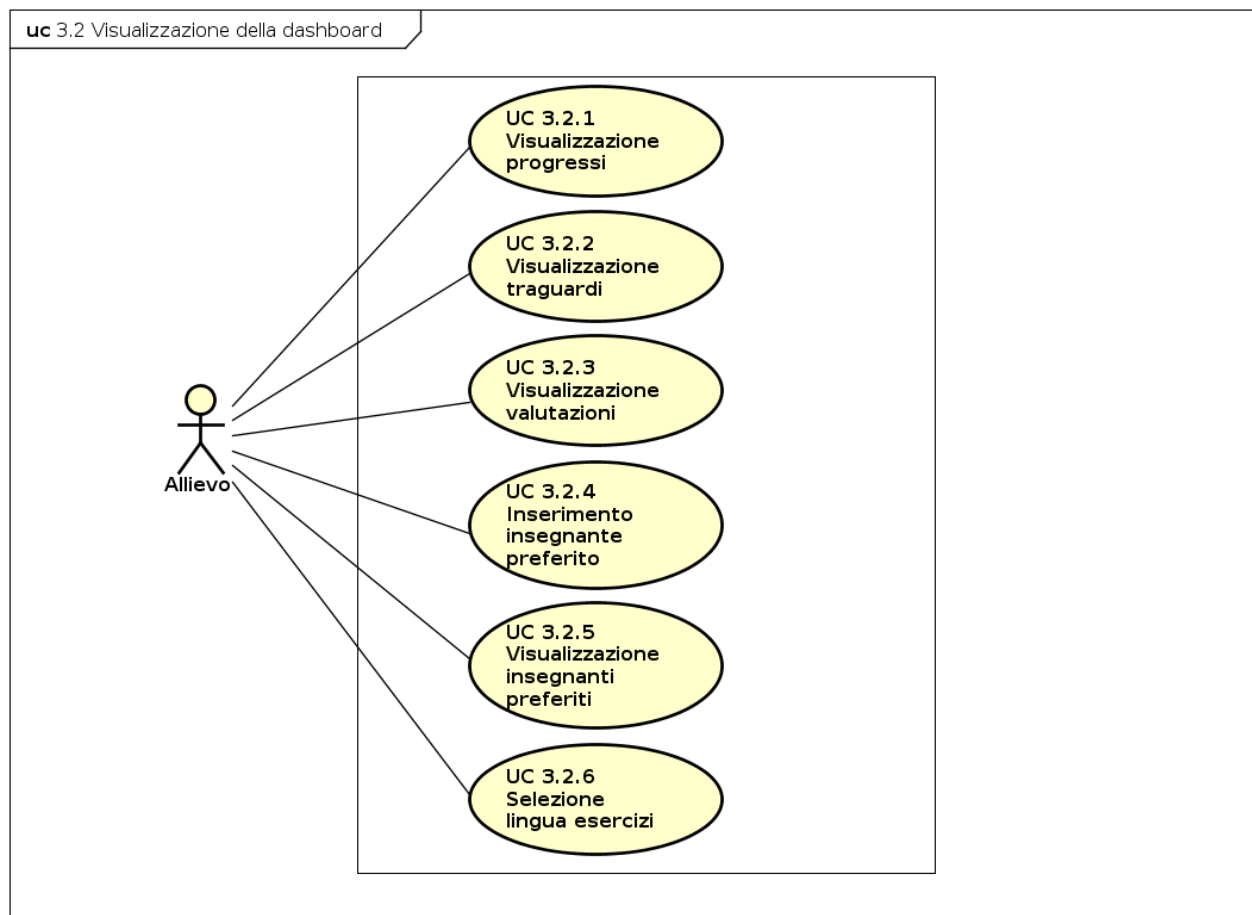 uc 3.2 Visualizzazione della dashboard
UC 3.2.1
Visualizzazione
progressi
UC 3.2.2
Visualizzazione
traguardi
UC 3.2.3
Visualizzazione
valutazioni
Allievo
UC 3.2.4
Inserimento
insegnante
preferito
UC 3.2.5
Visualizzazione
insegnanti
preferiti
UC 3.2.6
Selezione
lingua esercizi